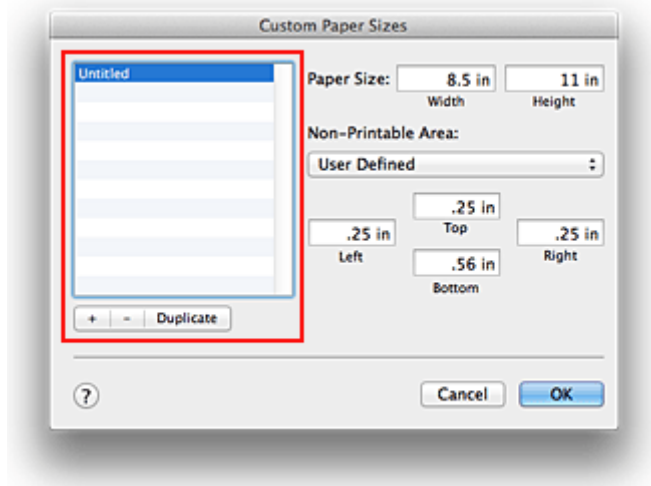 Custom Paper Sizes
Untitled
+ - Duplicate
Paper Size: 8.5 in 11 in
Width Height
Non-Printable Area:
User Defined
.25 in
Top
.25 in .25 in
Left Right
.56 in
Bottom
? Cancel OK